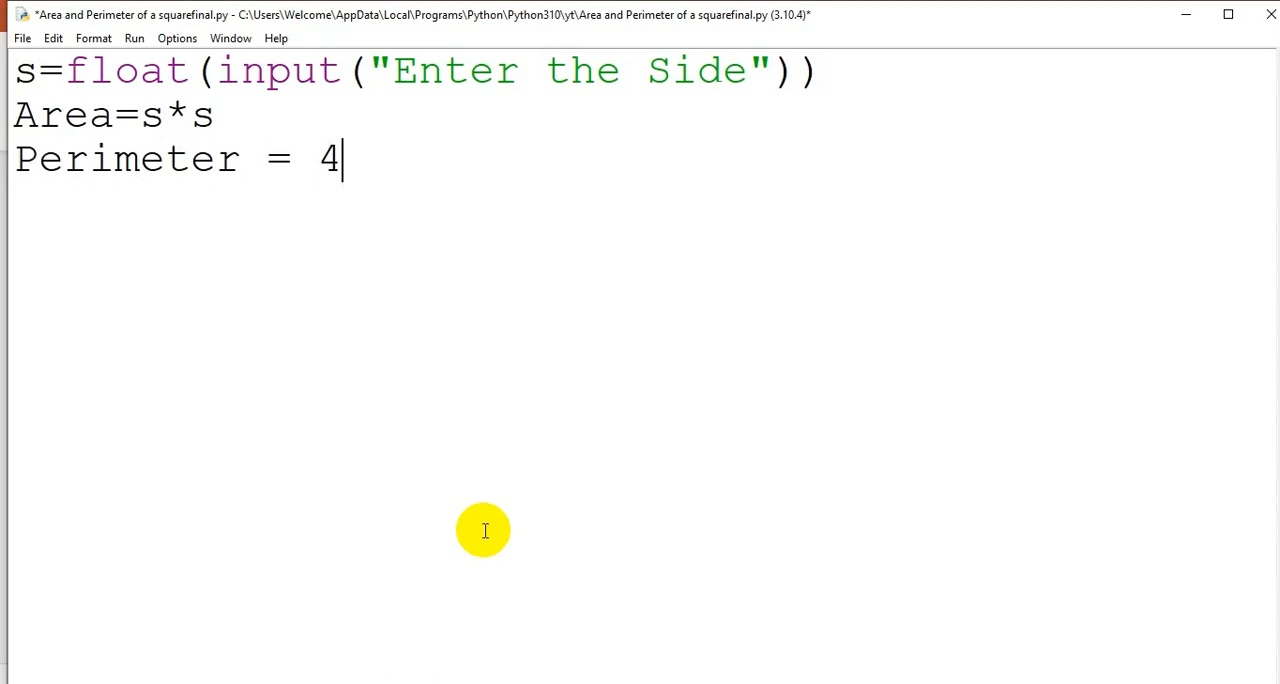 *Area and Perimeter of a squarefinal.py - C:\Users\Welcome\AppData\Local\Programs\Python\Python310\yt\Area and Perimeter of a squarefinal.py (3.10.4)*
File Edit Format Run Options Window Help
s=float(input("Enter the Side"))
Area=s*s
Perimeter = 4